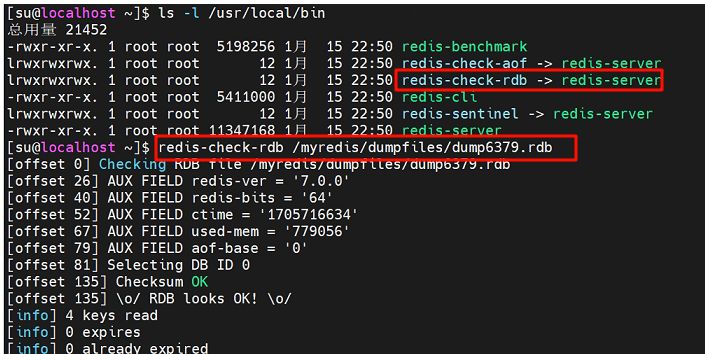 [su@localhost ~]$ ls -l /usr/local/bin
总用量 21452
-rwxr-xr-x. 1 root root  5198256 1月  15 22:50 redis-benchmark
lrwxrwxrwx. 1 root root       12 1月  15 22:50 redis-check-aof -> redis-server
lrwxrwxrwx. 1 root root       12 1月  15 22:50 redis-check-rdb -> redis-server
-rwxr-xr-x. 1 root root  5411000 1月  15 22:50 redis-cli
lrwxrwxrwx. 1 root root       12 1月  15 22:50 redis-sentinel -> redis-server
-rwxr-xr-x. 1 root root 11347168 1月  15 22:50 redis-server
[su@localhost ~]$ redis-check-rdb /myredis/dumpfiles/dump6379.rdb
[offset 0] Checking RDB file /myredis/dumpfiles/dump6379.rdb
[offset 26] AUX FIELD redis-ver = '7.0.0'
[offset 40] AUX FIELD redis-bits = '64'
[offset 52] AUX FIELD ctime = '1705716634'
[offset 67] AUX FIELD used-mem = '779056'
[offset 79] AUX FIELD aof-base = '0'
[offset 81] Selecting DB ID 0
[offset 135] Checksum OK
[offset 135] \o/ RDB looks OK! \o/
[info] 4 keys read
[info] 0 expires
[info] 0 already expired